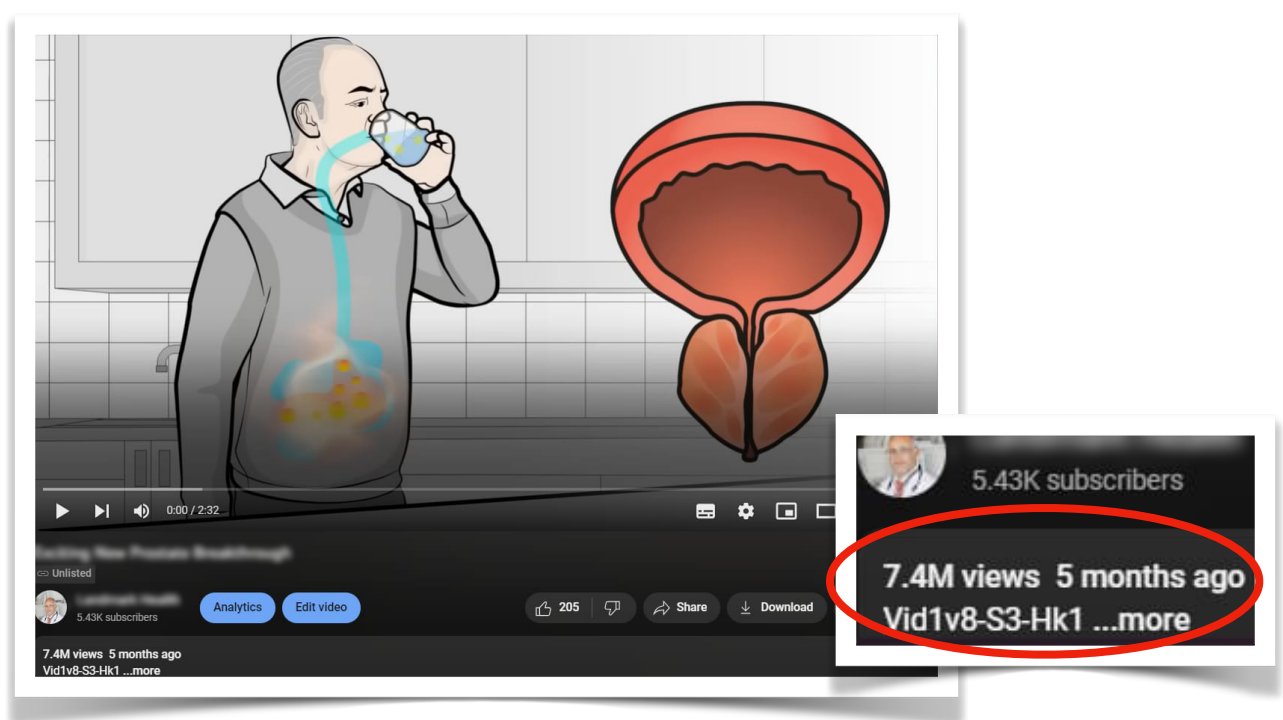 0:00 / 2:32
Unlisted
5.43K subscribers
Analytics
Edit video
205
Share
Download
7.4M views 5 months ago
Vid1v8-S3-Hk1 ...more
5.43K subscribers
7.4M views 5 months ago
Vid1v8-S3-Hk1 ...more